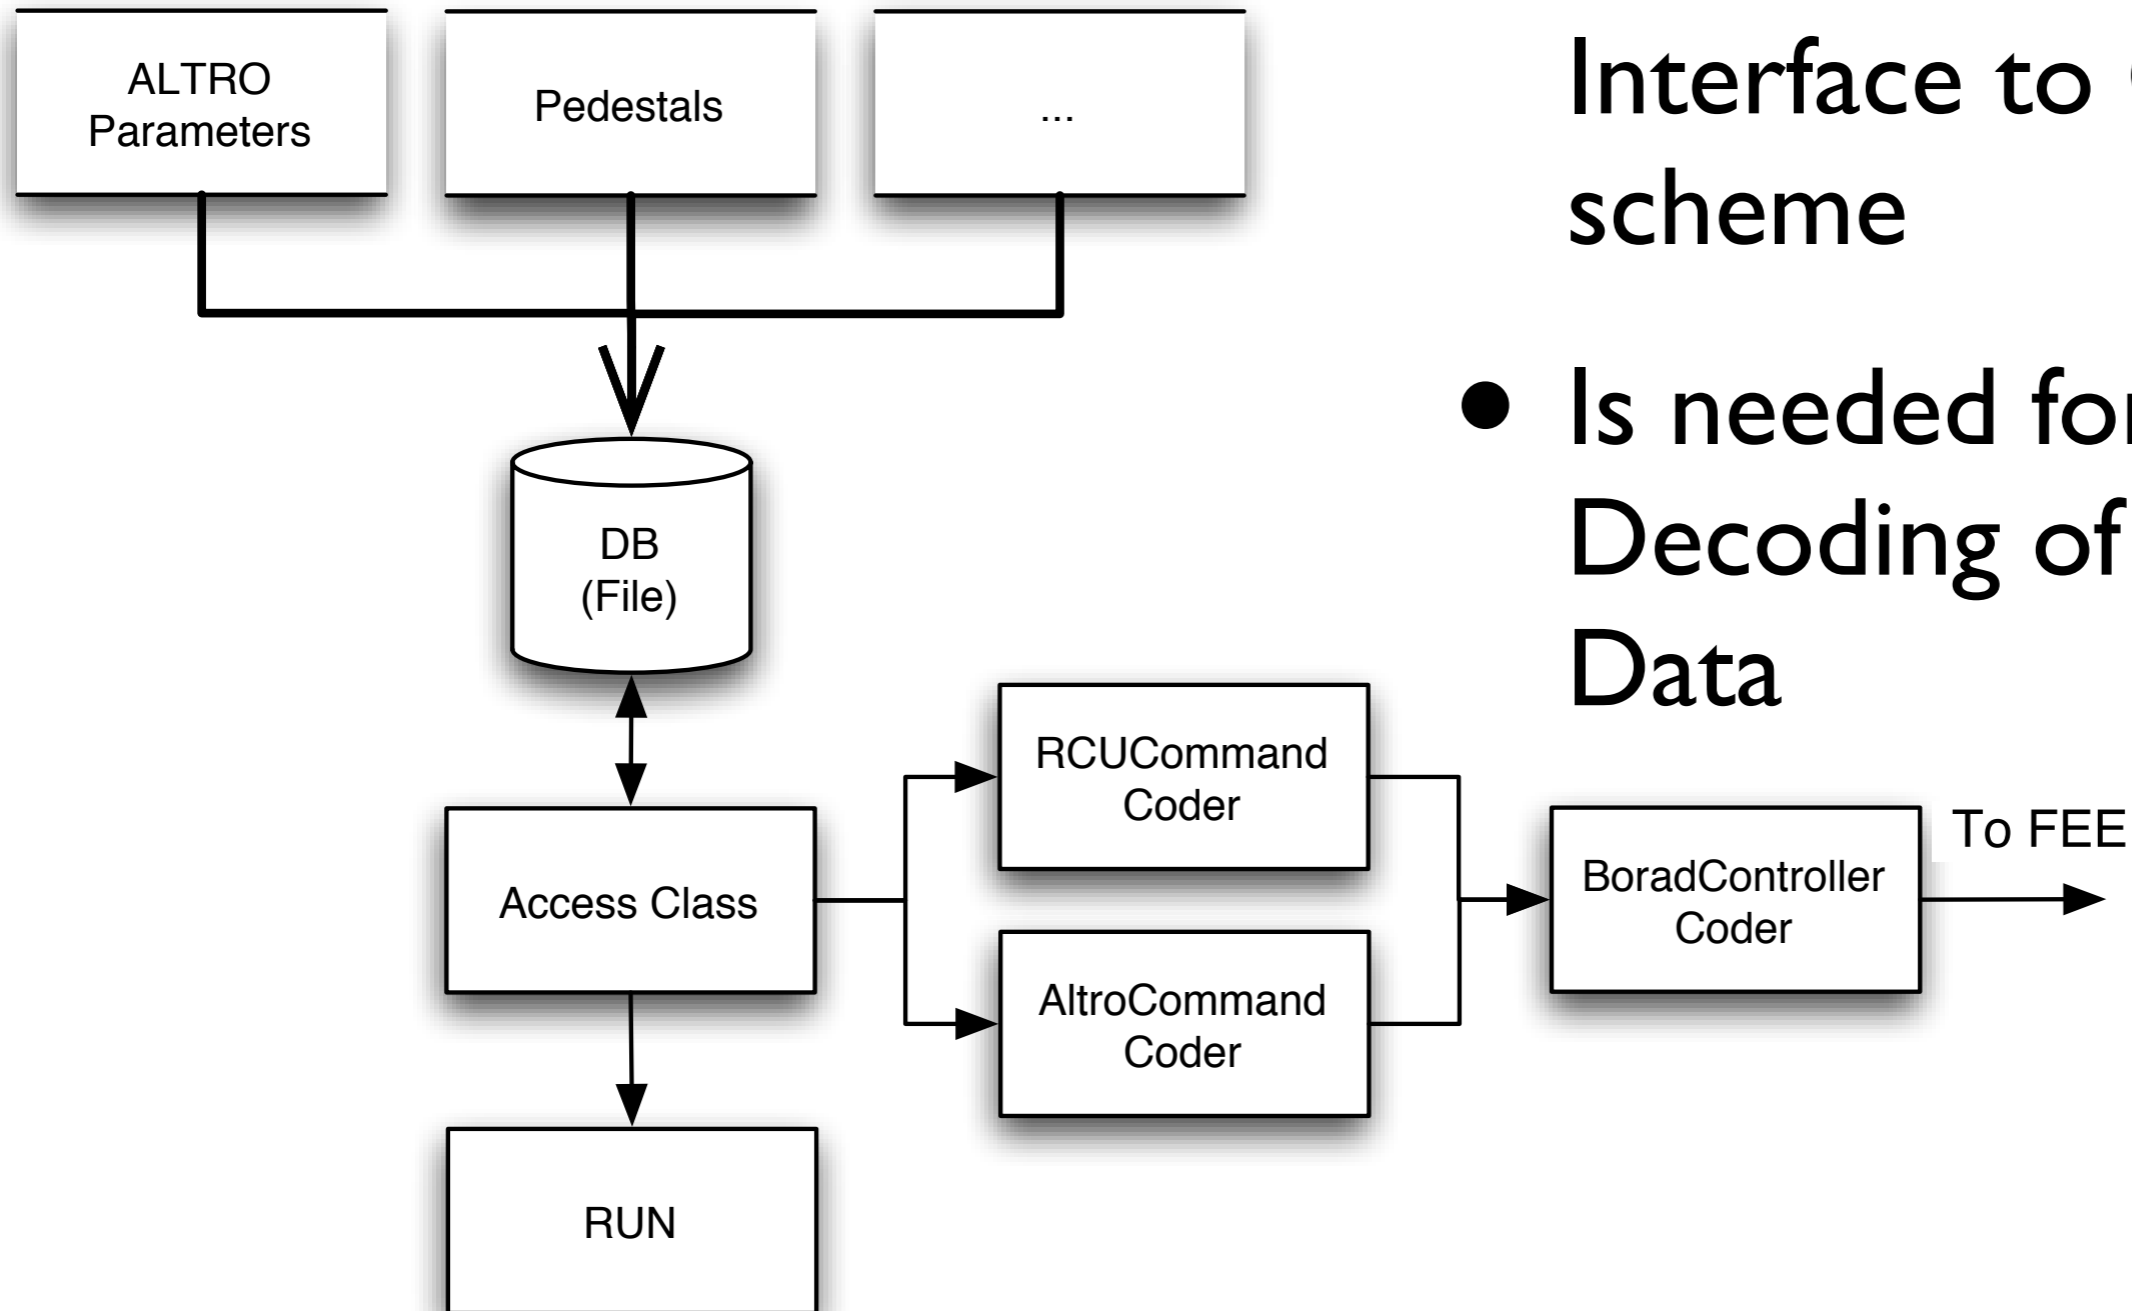 ALTRO
Parameters
Pedestals
...
Interface to
scheme
• Is needed for
Decoding of
Data
DB
(File)
RCUCommand
Coder
Access Class
AltroCommand
Coder
BoradController
Coder
To FEE
RUN